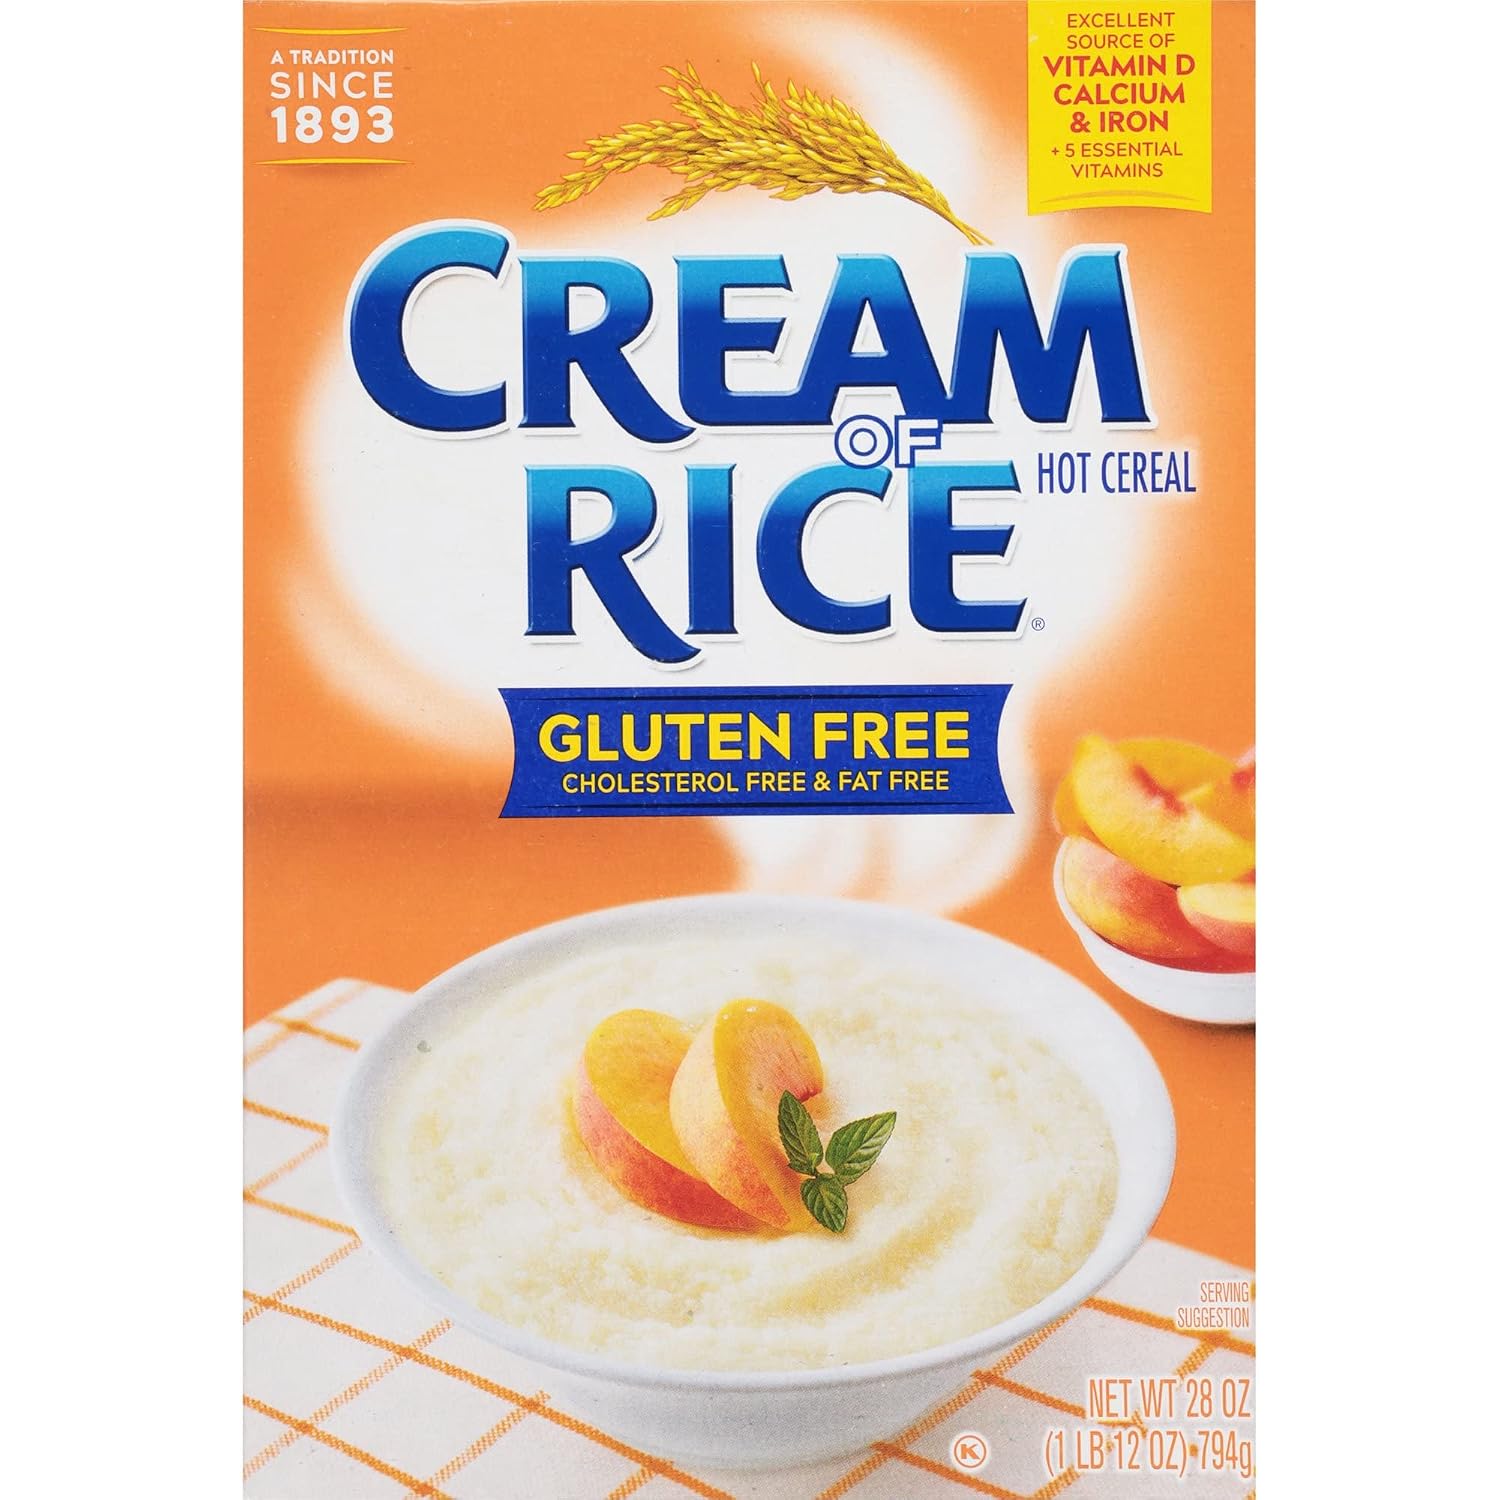 A TRADITION
SINCE
1893
EXCELLENT
SOURCE OF
VITAMIN D
CALCIUM
& IRON
+ 5 ESSENTIAL
VITAMINS
CREAM
OF
RICE®
HOT CEREAL
GLUTEN FREE
CHOLESTEROL FREE & FAT FREE
SERVING
SUGGESTION
NET WT 28 OZ
K
(1 LB 12 OZ) 794g